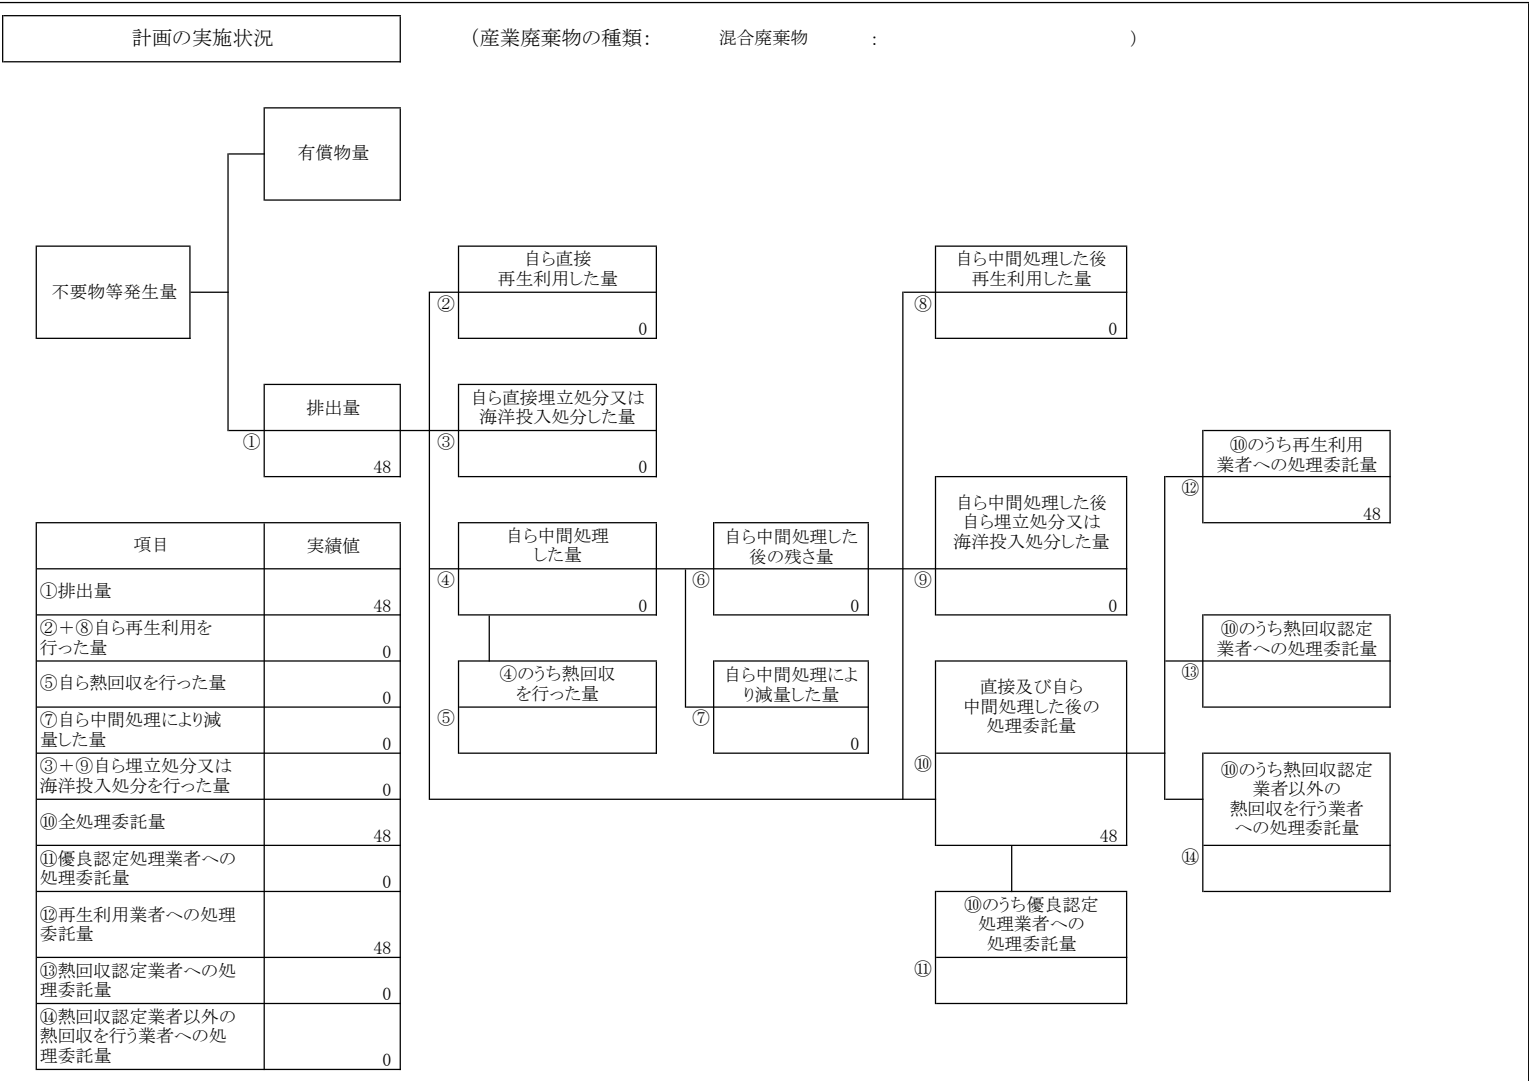 計画の実施状況
（産業廃棄物の種類： 混合廃棄物 ： ）
有償物量
不要物等発生量
自ら直接
再生利用した量
②
0
自ら中間処理した後
再生利用した量
⑧
0
排出量
①
48
自ら直接埋立処分又は
海洋投入処分した量
③
0
⑩のうち再生利用
業者への処理委託量
⑫
48
自ら中間処理した後
自ら埋立処分又は
海洋投入処分した量
⑨
0
自ら中間処理
した量
④
0
自ら中間処理した
後の残さ量
⑥
0
⑩のうち熱回収認定
業者への処理委託量
⑬
④のうち熱回収
を行った量
⑤
自ら中間処理によ
り減量した量
⑦
0
直接及び自ら
中間処理した後の
処理委託量
⑩
48
⑩のうち熱回収認定
業者以外の
熱回収を行う業者
への処理委託量
⑭
⑩のうち優良認定
処理業者への
処理委託量
⑪
項目 実績値
①排出量
48
②＋⑧自ら再生利用を
行った量
0
⑤自ら熱回収を行った量
0
⑦自ら中間処理により減
量した量
0
③＋⑨自ら埋立処分又は
海洋投入処分を行った量
0
⑩全処理委託量
48
⑪優良認定処理業者への
処理委託量
0
⑫再生利用業者への処理
委託量
48
⑬熱回収認定業者への処
理委託量
0
⑭熱回収認定業者以外の
熱回収を行う業者への処
理委託量
0